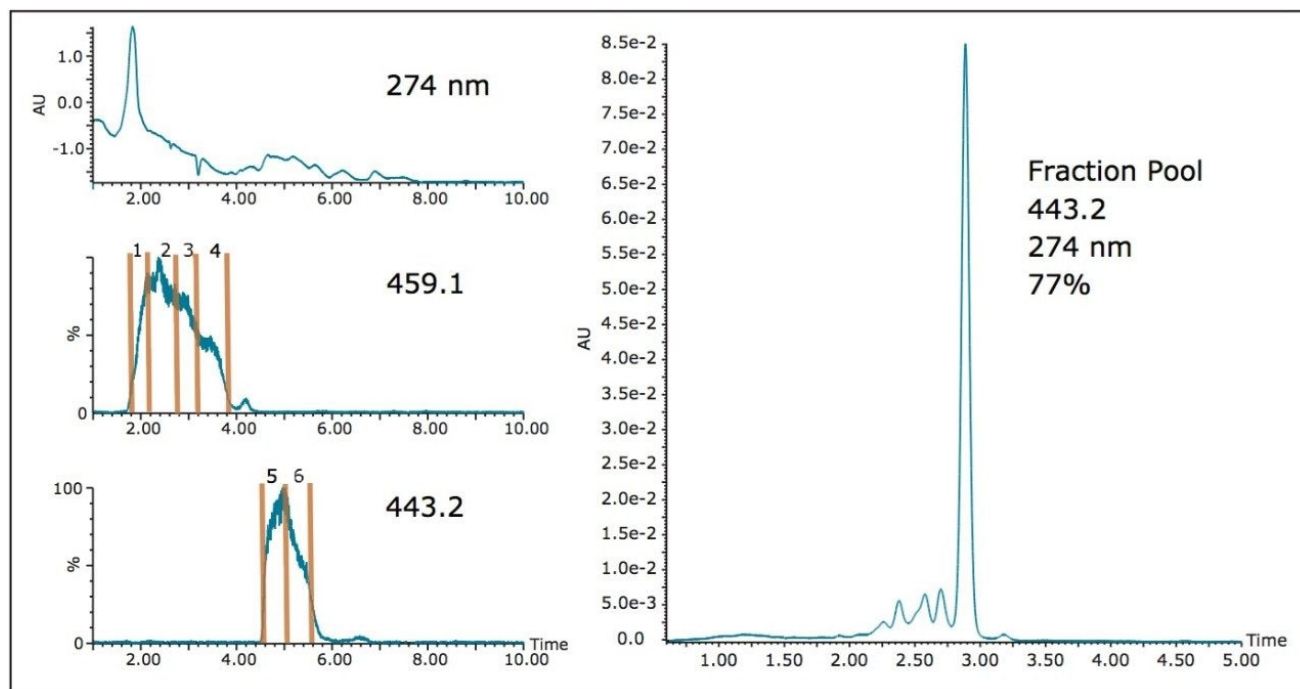 274 nm
AU
1.0
0.0
-1.0
2.00 4.00 6.00 8.00 10.00
1 2 3 4
459.1
%
0
2.00 4.00 6.00 8.00 10.00
5 6
443.2
100
%
0
Time
2.00 4.00 6.00 8.00 10.00
8.5e-2
8.0e-2
7.5e-2
7.0e-2
6.5e-2
6.0e-2
5.5e-2
5.0e-2
4.5e-2
4.0e-2
3.5e-2
3.0e-2
2.5e-2
2.0e-2
1.5e-2
1.0e-2
5.0e-3
0.0
AU
Fraction Pool
443.2
274 nm
77%
Time
1.00 1.50 2.00 2.50 3.00 3.50 4.00 4.50 5.00